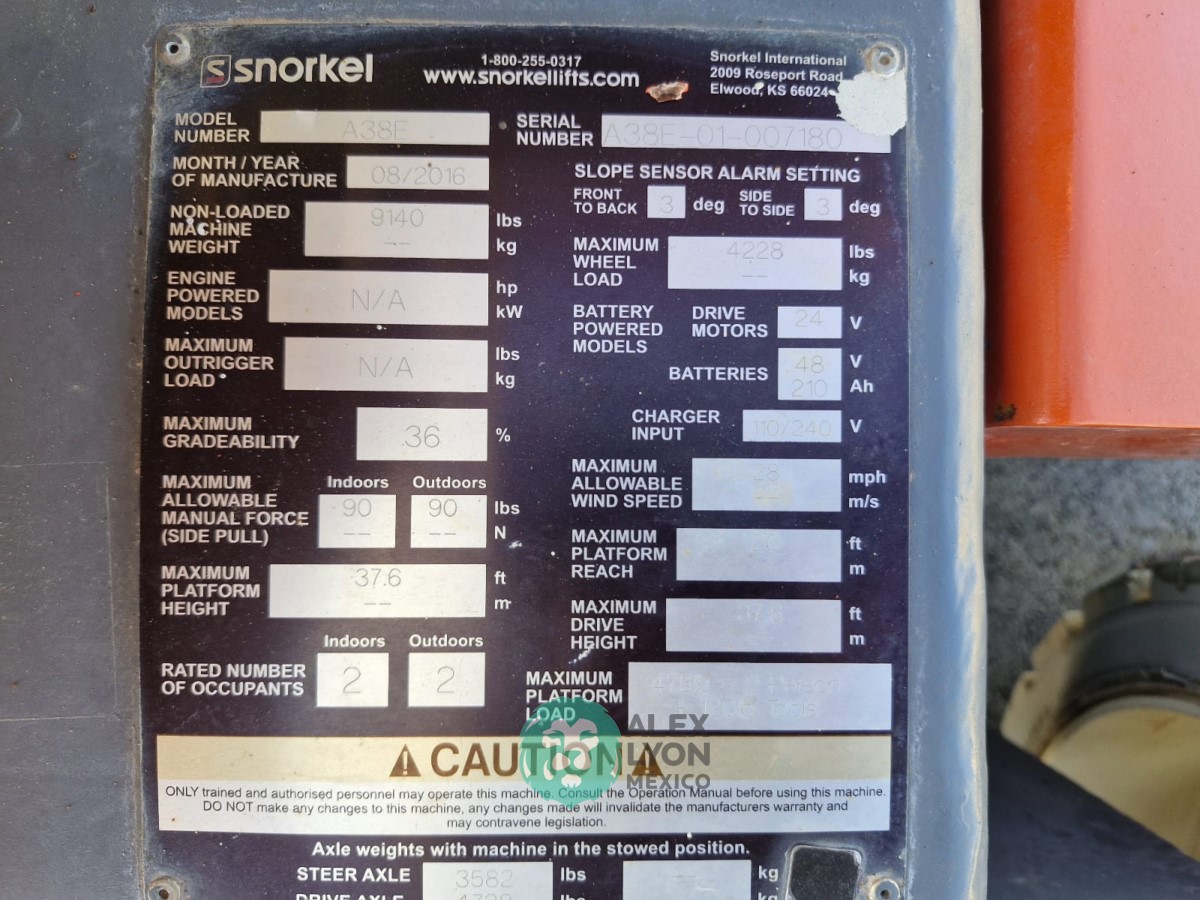 snorkel
1-800-255-0317
www.snorkellifts.com
Snorkel International
2009 Roseport Road
Elwood, KS 66024
MODEL
NUMBER
A38E
SERIAL
NUMBER
A38E-01-007180
MONTH / YEAR
OF MANUFACTURE
08/2016
SLOPE SENSOR ALARM SETTING
FRONT
TO BACK
3
deg
SIDE
TO SIDE
3
deg
NON-LOADED
MACHINE
WEIGHT
9140
--
lbs
kg
MAXIMUM
WHEEL
LOAD
4228
--
lbs
kg
ENGINE
POWERED
MODELS
N/A
hp
kW
BATTERY
POWERED
MODELS
DRIVE
MOTORS
24
V
BATTERIES
48
210
V
Ah
MAXIMUM
OUTRIGGER
LOAD
N/A
lbs
kg
CHARGER
INPUT
110/240
V
MAXIMUM
GRADEABILITY
36
%
MAXIMUM
ALLOWABLE
WIND SPEED
28
--
mph
m/s
MAXIMUM
ALLOWABLE
MANUAL FORCE
(SIDE PULL)
Indoors
Outdoors
90
--
90
--
lbs
N
MAXIMUM
PLATFORM
REACH
ft
m
MAXIMUM
PLATFORM
HEIGHT
37.6
--
ft
m
MAXIMUM
DRIVE
HEIGHT
ft
m
RATED NUMBER
OF OCCUPANTS
Indoors
Outdoors
2
2
MAXIMUM
PLATFORM
LOAD
Tools
ALEX
LYON
MEXICO
CAUTION
ONLY trained and authorised personnel may operate this machine. Consult the Operation Manual before using this machine.
DO NOT make any changes to this machine, any changes made will invalidate the manufacturers warranty and
may contravene legislation.
Axle weights with machine in the stowed position.
STEER AXLE
3582
lbs
--
kg
DRIVE AXLE
lbs
kg